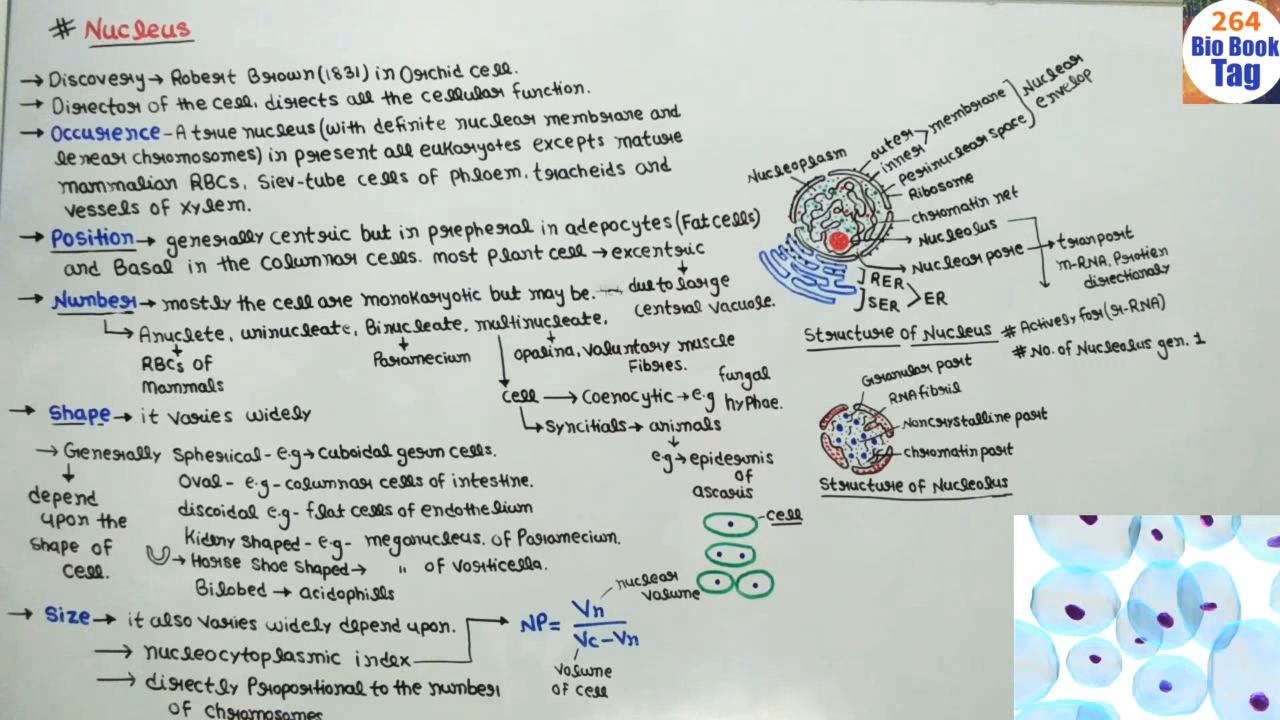 # Nucleus
→ Discovery → Robert Brown (1831) in Orchid cell.
→ Director of the cell, directs all the cellular function.
→ Occurence - A true nucleus (with definite nuclear membrane and
lenear chromosomes) in present all eukaryotes excepts mature
mammalian RBCs, Siev-tube cells of phloem, tracheids and
vessels of xylem.
→ Position → generally centric but in prepheral in adepocytes (Fat cells)
and Basal in the columnar cells. most plant cell → excentric
due to large
central vacuole.
→ Number → mostly the cell are monokaryotic but may be.
Anuclete, uninucleate, Binucleate, multinucleate,
RBCs of
Mammals
Paramecium
opalina, voluntary muscle
Fibres.
Cell → Coenocytic → e.g fungal
hyphae.
Syncitials → animals
e.g → epidermis
of
ascaris
→ Shape → it varies widely
→ Generally Spherical - e.g → cuboidal germ cells.
depend
upon the
shape of
cell.
Oval - e.g - columnar cells of intestine.
discoidal e.g - flat cells of endothelium
Kideny shaped - e.g - meganucleus of Paramecium.
→ Horse Shoe shaped → " of vorticella.
Bilobed → acidophills
→ Size → it also varies widely depend upon.
→ nucleocytoplasmic index
NP = Vn / Vc - Vn
nuclear
volume
volume
of cell
→ directly Proportional to the number
of chromosomes
cell
Nucleoplasm
outer
inner
membrane
Perinuclear space
Nuclear
envelop
Ribosome
chromatin net
Nucleolus
Nuclear pore → tranport
m-RNA, Protien
directionaly
RER
SER
ER
Structure of Nucleus
# Actively for (r-RNA)
# No. of Nucleolus gen. 1
Granular part
RNA fibril
Noncrystalline part
chromatin part
Structure of Nucleolus
264
Bio Book
Tag